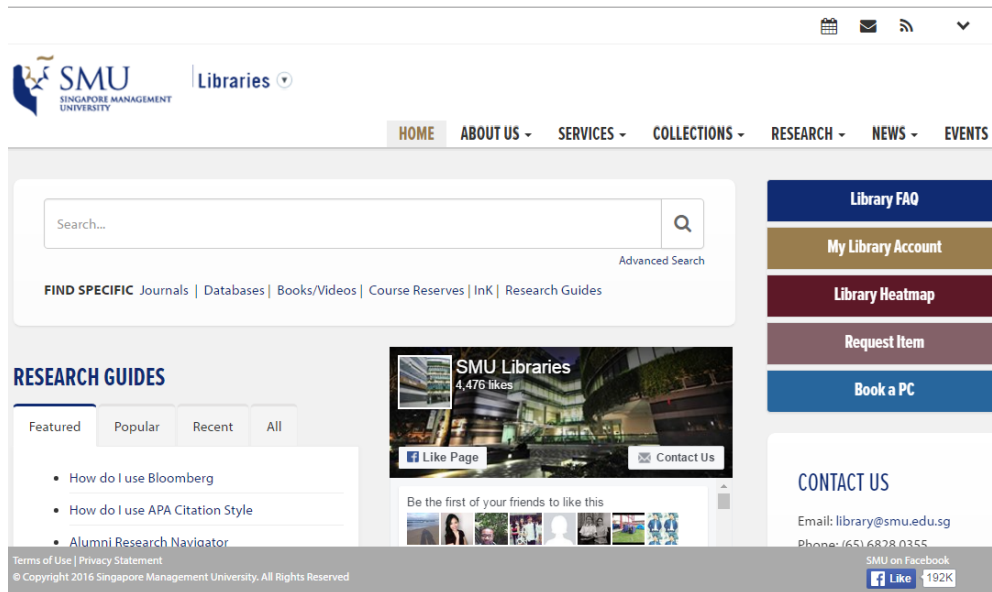 SMU
SINGAPORE MANAGEMENT
UNIVERSITY
Libraries
HOME ABOUT US SERVICES COLLECTIONS RESEARCH NEWS EVENTS
Search...
Advanced Search
FIND SPECIFIC Journals | Databases | Books/Videos | Course Reserves | InK | Research Guides
Library FAQ
My Library Account
Library Heatmap
Request Item
Book a PC
RESEARCH GUIDES
Featured Popular Recent All
How do I use Bloomberg
How do I use APA Citation Style
Alumni Research Navigator
SMU Libraries
4,476 likes
Like Page
Contact Us
Be the first of your friends to like this
CONTACT US
Email: library@smu.edu.sg
Phone: (65) 6828 0355
Terms of Use | Privacy Statement
© Copyright 2016 Singapore Management University. All Rights Reserved
SMU on Facebook
Like 192K